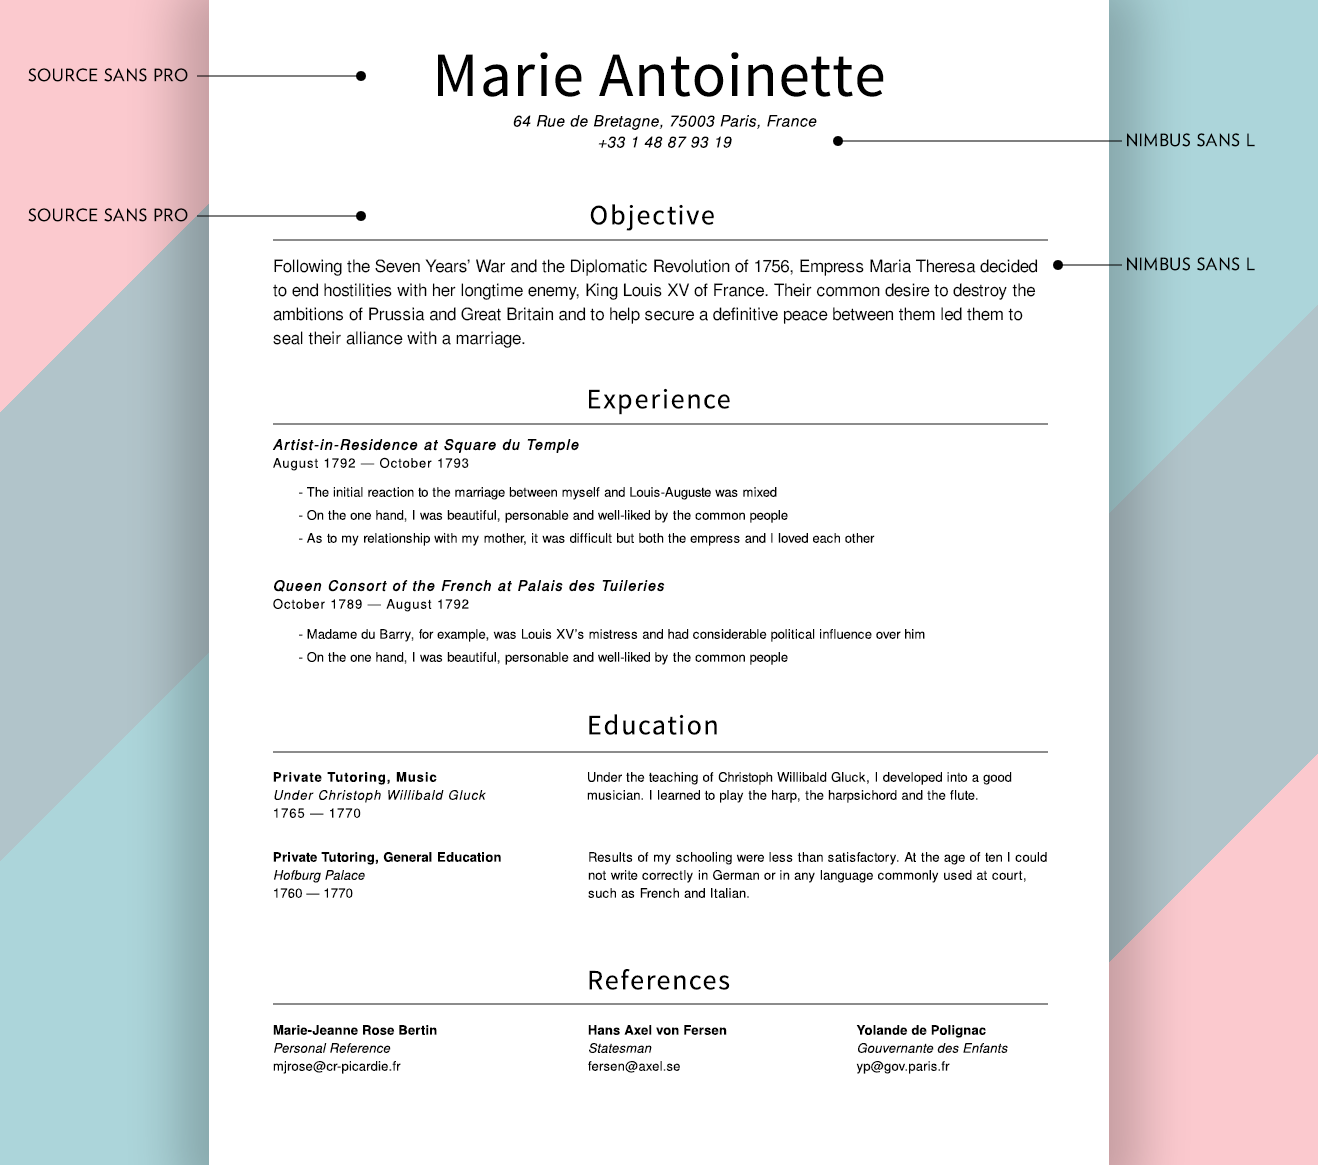 SOURCE SANS PRO
Marie Antoinette
64 Rue de Bretagne, 75003 Paris, France
+33 1 48 87 93 19
NIMBUS SANS L
SOURCE SANS PRO
Objective
Following the Seven Years’ War and the Diplomatic Revolution of 1756, Empress Maria Theresa decided
NIMBUS SANS L
to end hostilities with her longtime enemy, King Louis XV of France. Their common desire to destroy the
ambitions of Prussia and Great Britain and to help secure a definitive peace between them led them to
seal their alliance with a marriage.
Experience
Artist-in-Residence at Square du Temple
August 1792 — October 1793
- The initial reaction to the marriage between myself and Louis-Auguste was mixed
- On the one hand, I was beautiful, personable and well-liked by the common people
- As to my relationship with my mother, it was difficult but both the empress and I loved each other
Queen Consort of the French at Palais des Tuileries
October 1789 — August 1792
- Madame du Barry, for example, was Louis XV’s mistress and had considerable political influence over him
- On the one hand, I was beautiful, personable and well-liked by the common people
Education
Private Tutoring, Music
Under Christoph Willibald Gluck
1765 — 1770
Under the teaching of Christoph Willibald Gluck, I developed into a good
musician. I learned to play the harp, the harpsichord and the flute.
Private Tutoring, General Education
Hofburg Palace
1760 — 1770
Results of my schooling were less than satisfactory. At the age of ten I could
not write correctly in German or in any language commonly used at court,
such as French and Italian.
References
Marie-Jeanne Rose Bertin
Personal Reference
mjrose@cr-picardie.fr
Hans Axel von Fersen
Statesman
fersen@axel.se
Yolande de Polignac
Gouvernante des Enfants
yp@gov.paris.fr